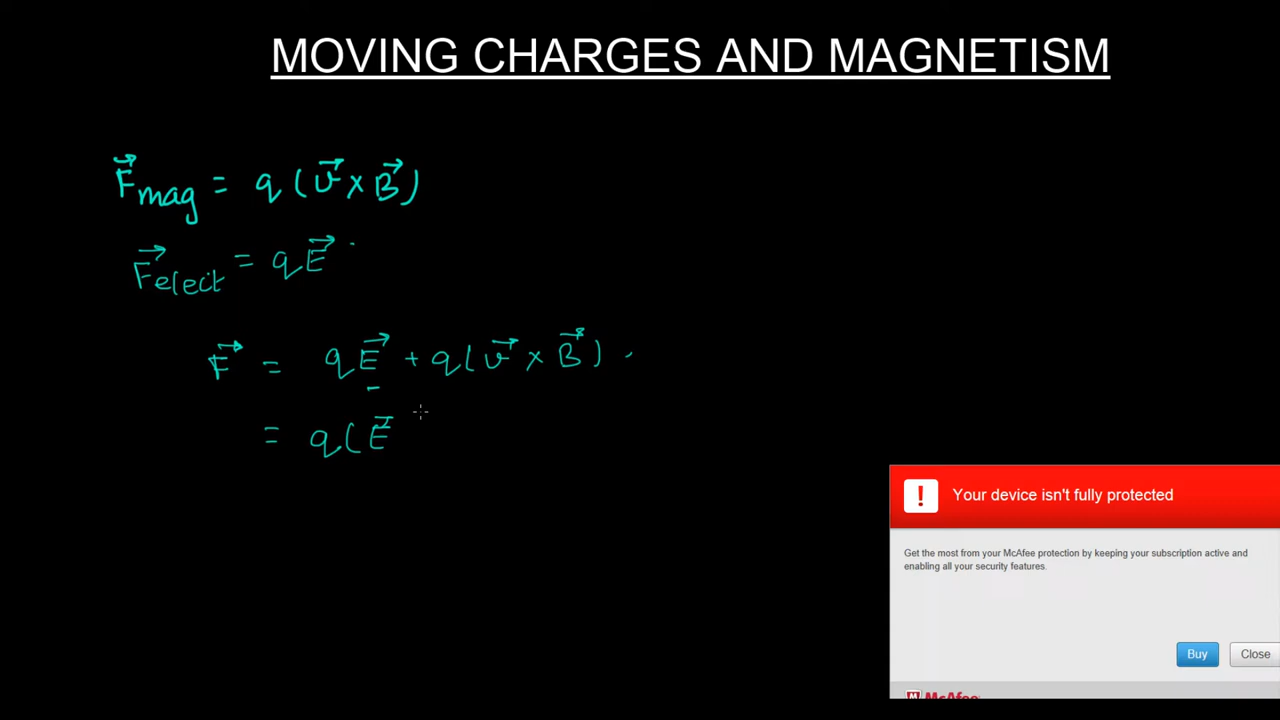 MOVING CHARGES AND MAGNETISM
F⃗mag = q(v⃗ × B⃗)
F⃗elect = qE⃗
F⃗ = qE⃗ + q(v⃗ × B⃗)
= q(E⃗
Your device isn't fully protected
Get the most from your McAfee protection by keeping your subscription active and
enabling all your security features.
Buy Close
McAfee